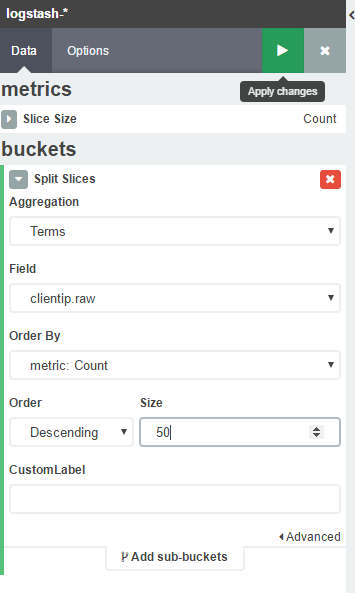 logstash-*
Data Options
Apply changes
metrics
Slice Size Count
buckets
Split Slices
Aggregation
Terms
Field
clientip.raw
Order By
metric: Count
Order Size
Descending 50
CustomLabel
Advanced
Add sub-buckets